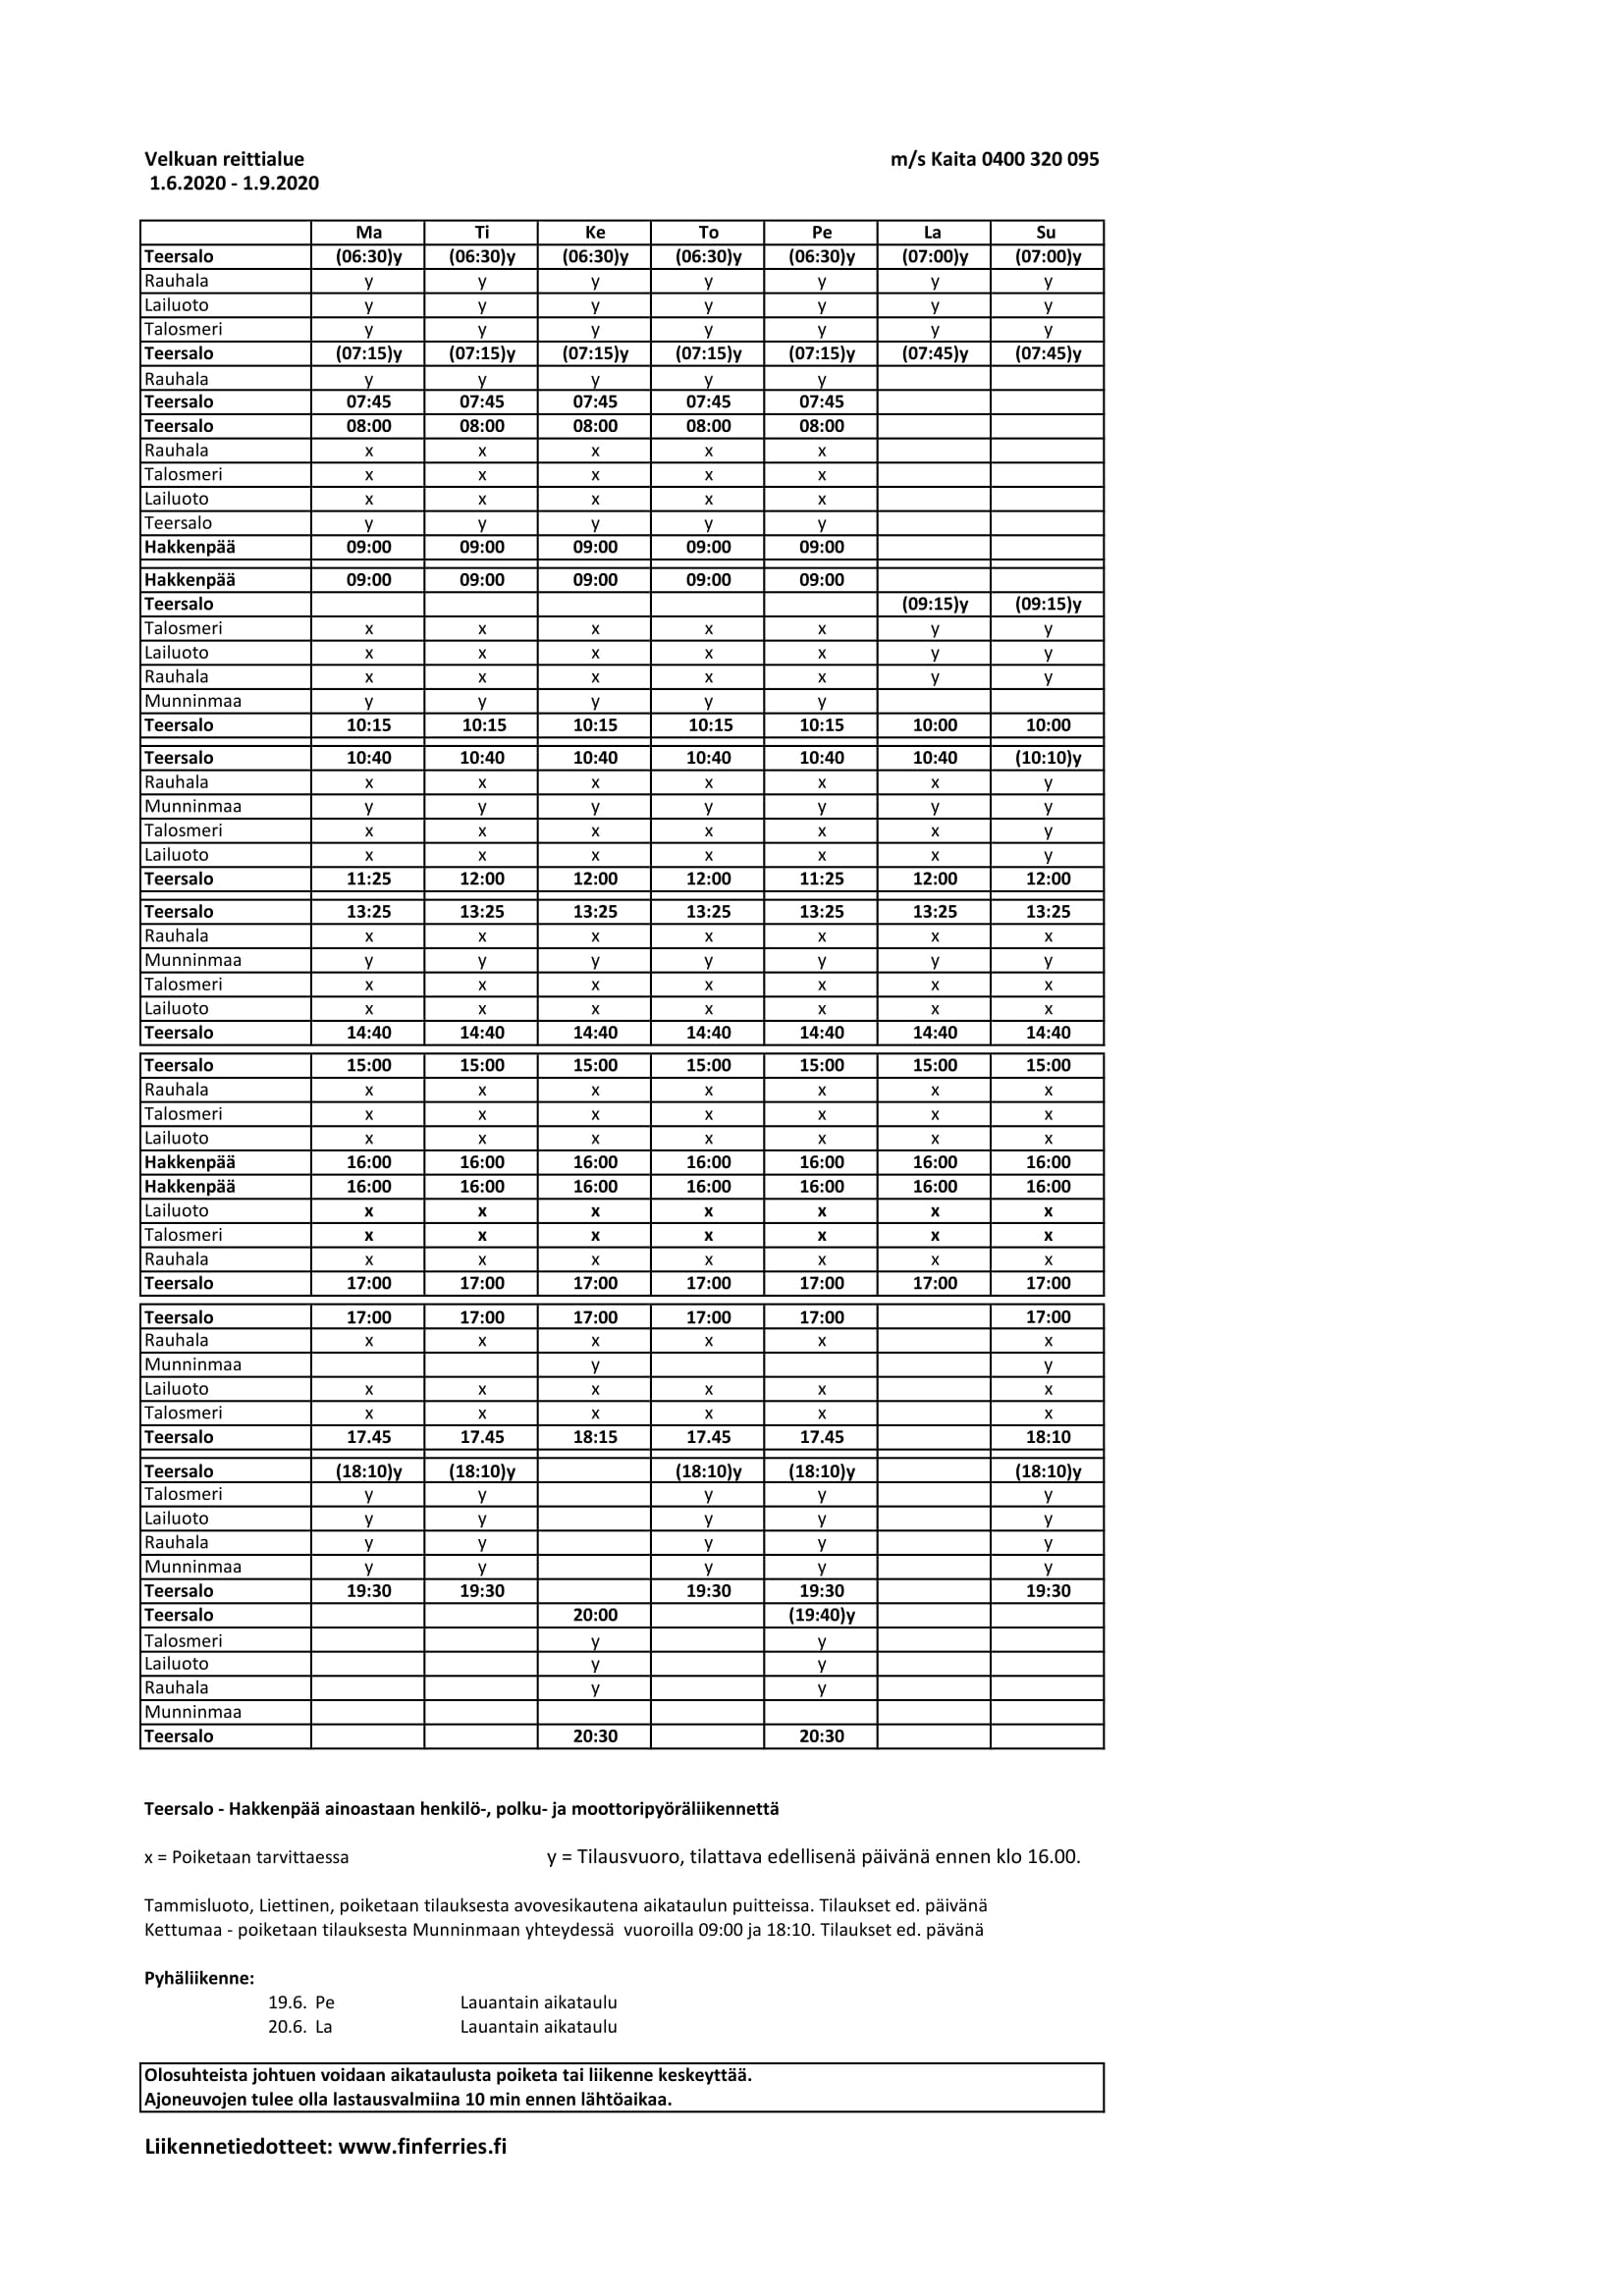 Velkuan reittialue m/s Kaita 0400 320 095
1.6.2020 - 1.9.2020
Ma Ti Ke To Pe La Su
Teersalo (06:30)y (06:30)y (06:30)y (06:30)y (06:30)y (07:00)y (07:00)y
Rauhala y y y y y y y
Lailuoto y y y y y y y
Talosmeri y y y y y y y
Teersalo (07:15)y (07:15)y (07:15)y (07:15)y (07:15)y (07:45)y (07:45)y
Rauhala y y y y y
Teersalo 07:45 07:45 07:45 07:45 07:45
Teersalo 08:00 08:00 08:00 08:00 08:00
Rauhala x x x x x
Talosmeri x x x x x
Lailuoto x x x x x
Teersalo y y y y y
Hakkenpää 09:00 09:00 09:00 09:00 09:00
Hakkenpää 09:00 09:00 09:00 09:00 09:00
Teersalo (09:15)y (09:15)y
Talosmeri x x x x x y y
Lailuoto x x x x x y y
Rauhala x x x x x y y
Munninmaa y y y y y
Teersalo 10:15 10:15 10:15 10:15 10:15 10:00 10:00
Teersalo 10:40 10:40 10:40 10:40 10:40 10:40 (10:10)y
Rauhala x x x x x x y
Munninmaa y y y y y y y
Talosmeri x x x x x x y
Lailuoto x x x x x x y
Teersalo 11:25 12:00 12:00 12:00 11:25 12:00 12:00
Teersalo 13:25 13:25 13:25 13:25 13:25 13:25 13:25
Rauhala x x x x x x x
Munninmaa y y y y y y y
Talosmeri x x x x x x x
Lailuoto x x x x x x x
Teersalo 14:40 14:40 14:40 14:40 14:40 14:40 14:40
Teersalo 15:00 15:00 15:00 15:00 15:00 15:00 15:00
Rauhala x x x x x x x
Talosmeri x x x x x x x
Lailuoto x x x x x x x
Hakkenpää 16:00 16:00 16:00 16:00 16:00 16:00 16:00
Hakkenpää 16:00 16:00 16:00 16:00 16:00 16:00 16:00
Lailuoto x x x x x x x
Talosmeri x x x x x x x
Rauhala x x x x x x x
Teersalo 17:00 17:00 17:00 17:00 17:00 17:00 17:00
Teersalo 17:00 17:00 17:00 17:00 17:00 17:00
Rauhala x x x x x x
Munninmaa y y
Lailuoto x x x x x x
Talosmeri x x x x x x
Teersalo 17.45 17.45 18:15 17.45 17.45 18:10
Teersalo (18:10)y (18:10)y (18:10)y (18:10)y (18:10)y
Talosmeri y y y y y
Lailuoto y y y y y
Rauhala y y y y y
Munninmaa y y y y y
Teersalo 19:30 19:30 19:30 19:30 19:30
Teersalo 20:00 (19:40)y
Talosmeri y y
Lailuoto y y
Rauhala y y
Munninmaa
Teersalo 20:30 20:30
Teersalo - Hakkenpää ainoastaan henkilö-, polku- ja moottoripyöräliikennettä
x = Poiketaan tarvittaessa y = Tilausvuoro, tilattava edellisenä päivänä ennen klo 16.00.
Tammisluoto, Liettinen, poiketaan tilauksesta avovesikautena aikataulun puitteissa. Tilaukset ed. päivänä
Kettumaa - poiketaan tilauksesta Munninmaan yhteydessä vuoroilla 09:00 ja 18:10. Tilaukset ed. pävänä
Pyhäliikenne:
19.6. Pe Lauantain aikataulu
20.6. La Lauantain aikataulu
Olosuhteista johtuen voidaan aikataulusta poiketa tai liikenne keskeyttää.
Ajoneuvojen tulee olla lastausvalmiina 10 min ennen lähtöaikaa.
Liikennetiedotteet: www.finferries.fi